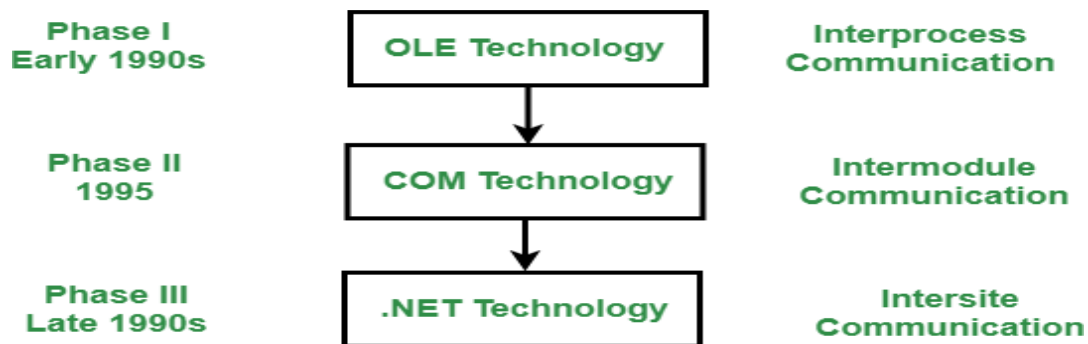 Phase I
Early 1990s
OLE Technology
Interprocess
Communication
Phase II
1995
COM Technology
Intermodule
Communication
Phase III
Late 1990s
.NET Technology
Intersite
Communication